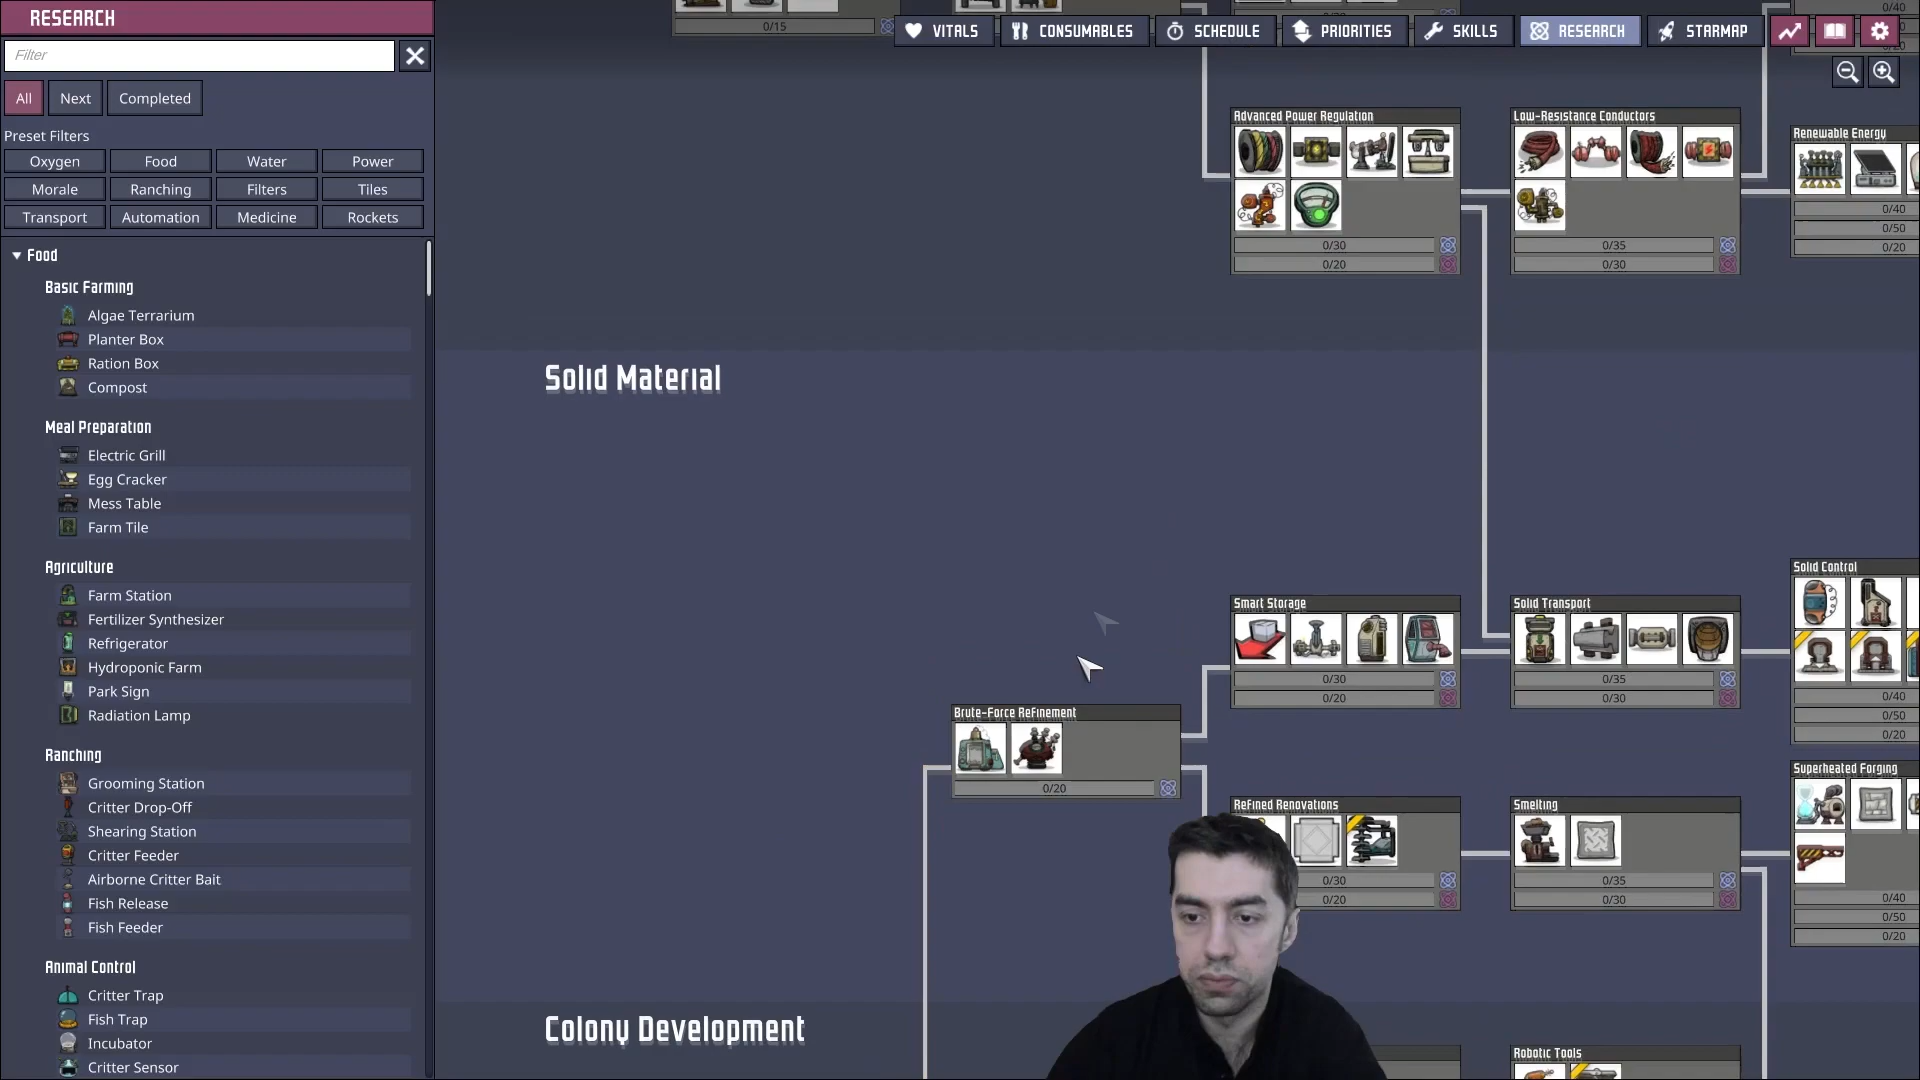 RESEARCH
Filter
All
Next
Completed
Preset Filters
Oxygen
Food
Water
Power
Morale
Ranching
Filters
Tiles
Transport
Automation
Medicine
Rockets
Food
Basic Farming
Algae Terrarium
Planter Box
Ration Box
Compost
Meal Preparation
Electric Grill
Egg Cracker
Mess Table
Farm Tile
Agriculture
Farm Station
Fertilizer Synthesizer
Refrigerator
Hydroponic Farm
Park Sign
Radiation Lamp
Ranching
Grooming Station
Critter Drop-Off
Shearing Station
Critter Feeder
Airborne Critter Bait
Fish Release
Fish Feeder
Animal Control
Critter Trap
Fish Trap
Incubator
Critter Sensor
VITALS
CONSUMABLES
SCHEDULE
PRIORITIES
SKILLS
RESEARCH
STARMAP
0/15
0/40
Advanced Power Regulation
0/30
0/20
Low-Resistance Conductors
0/35
0/30
Renewable Energy
0/40
0/50
0/20
Solid Material
Smart Storage
0/30
0/20
Solid Transport
0/35
0/30
Solid Control
0/40
0/50
0/20
Brute-Force Refinement
0/20
Refined Renovations
0/30
0/20
Smelting
0/35
0/30
Superheated Forging
0/40
0/50
0/20
Colony Development
Robotic Tools